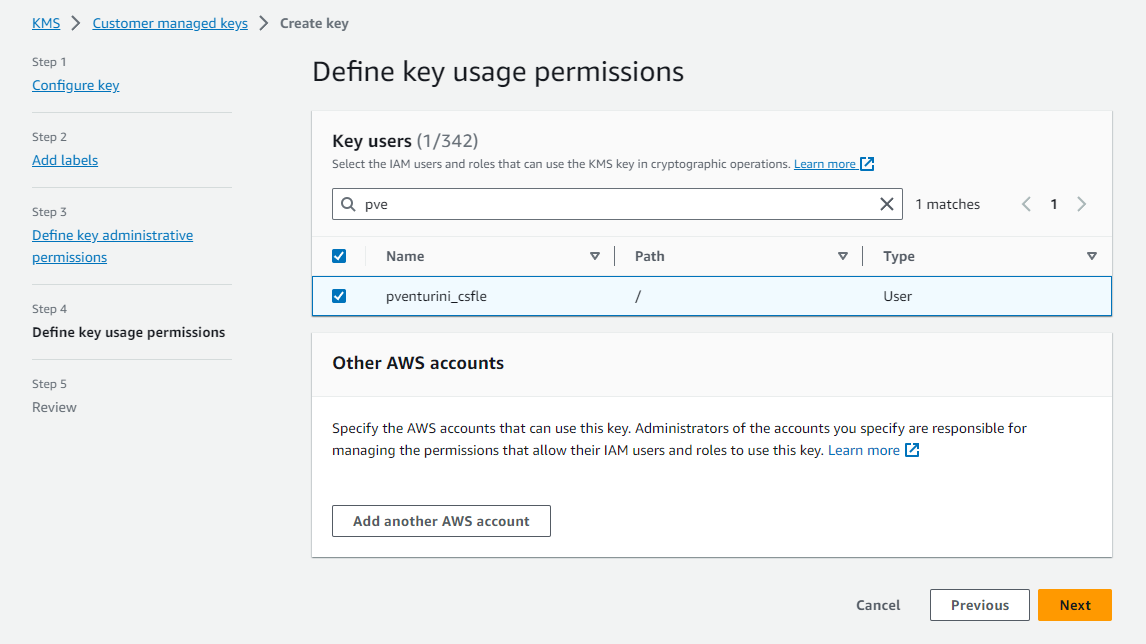 KMS > Customer managed keys > Create key
Step 1
Configure key
Step 2
Add labels
Step 3
Define key administrative
permissions
Step 4
Define key usage permissions
Step 5
Review
Define key usage permissions
Key users (1/342)
Select the IAM users and roles that can use the KMS key in cryptographic operations. Learn more
pve
1 matches
1
Name Path Type
pventurini_csfle / User
Other AWS accounts
Specify the AWS accounts that can use this key. Administrators of the accounts you specify are responsible for
managing the permissions that allow their IAM users and roles to use this key. Learn more
Add another AWS account
Cancel Previous Next